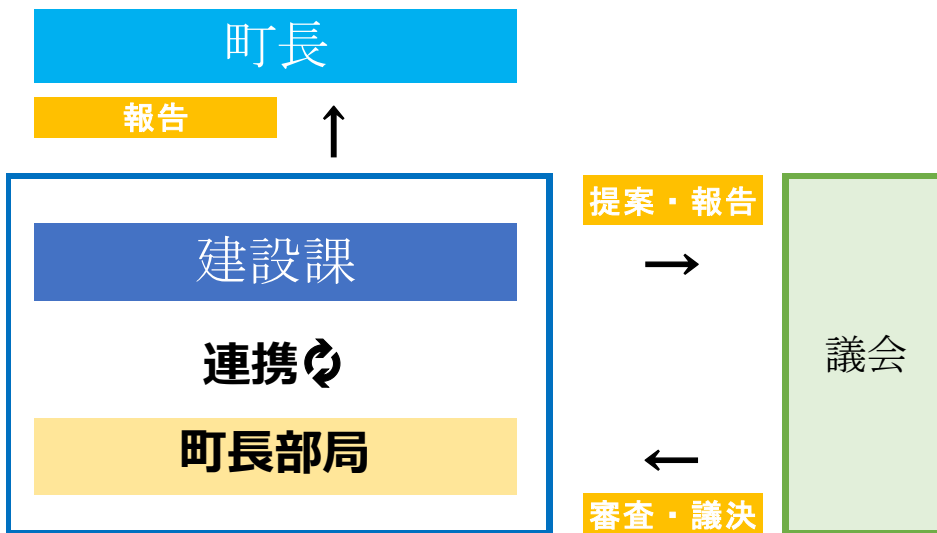 町長
報告
↑
提案・報告
建設課
→
連携
議会
町長部局
←
審査・議決